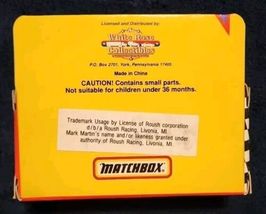 Licensed and Distributed by:
White Rose
Collectibles
P.O. Box 2701, York, Pennsylvania 17405
Made in China
CAUTION! Contains small parts.
Not suitable for children under 36 months.
Trademark Usage by License of Roush corporation
d/b/a Roush Racing, Livonia, MI
Mark Martin's name and/or likeness granted under
authority of Roush Racing, Livonia, MI
MATCHBOX